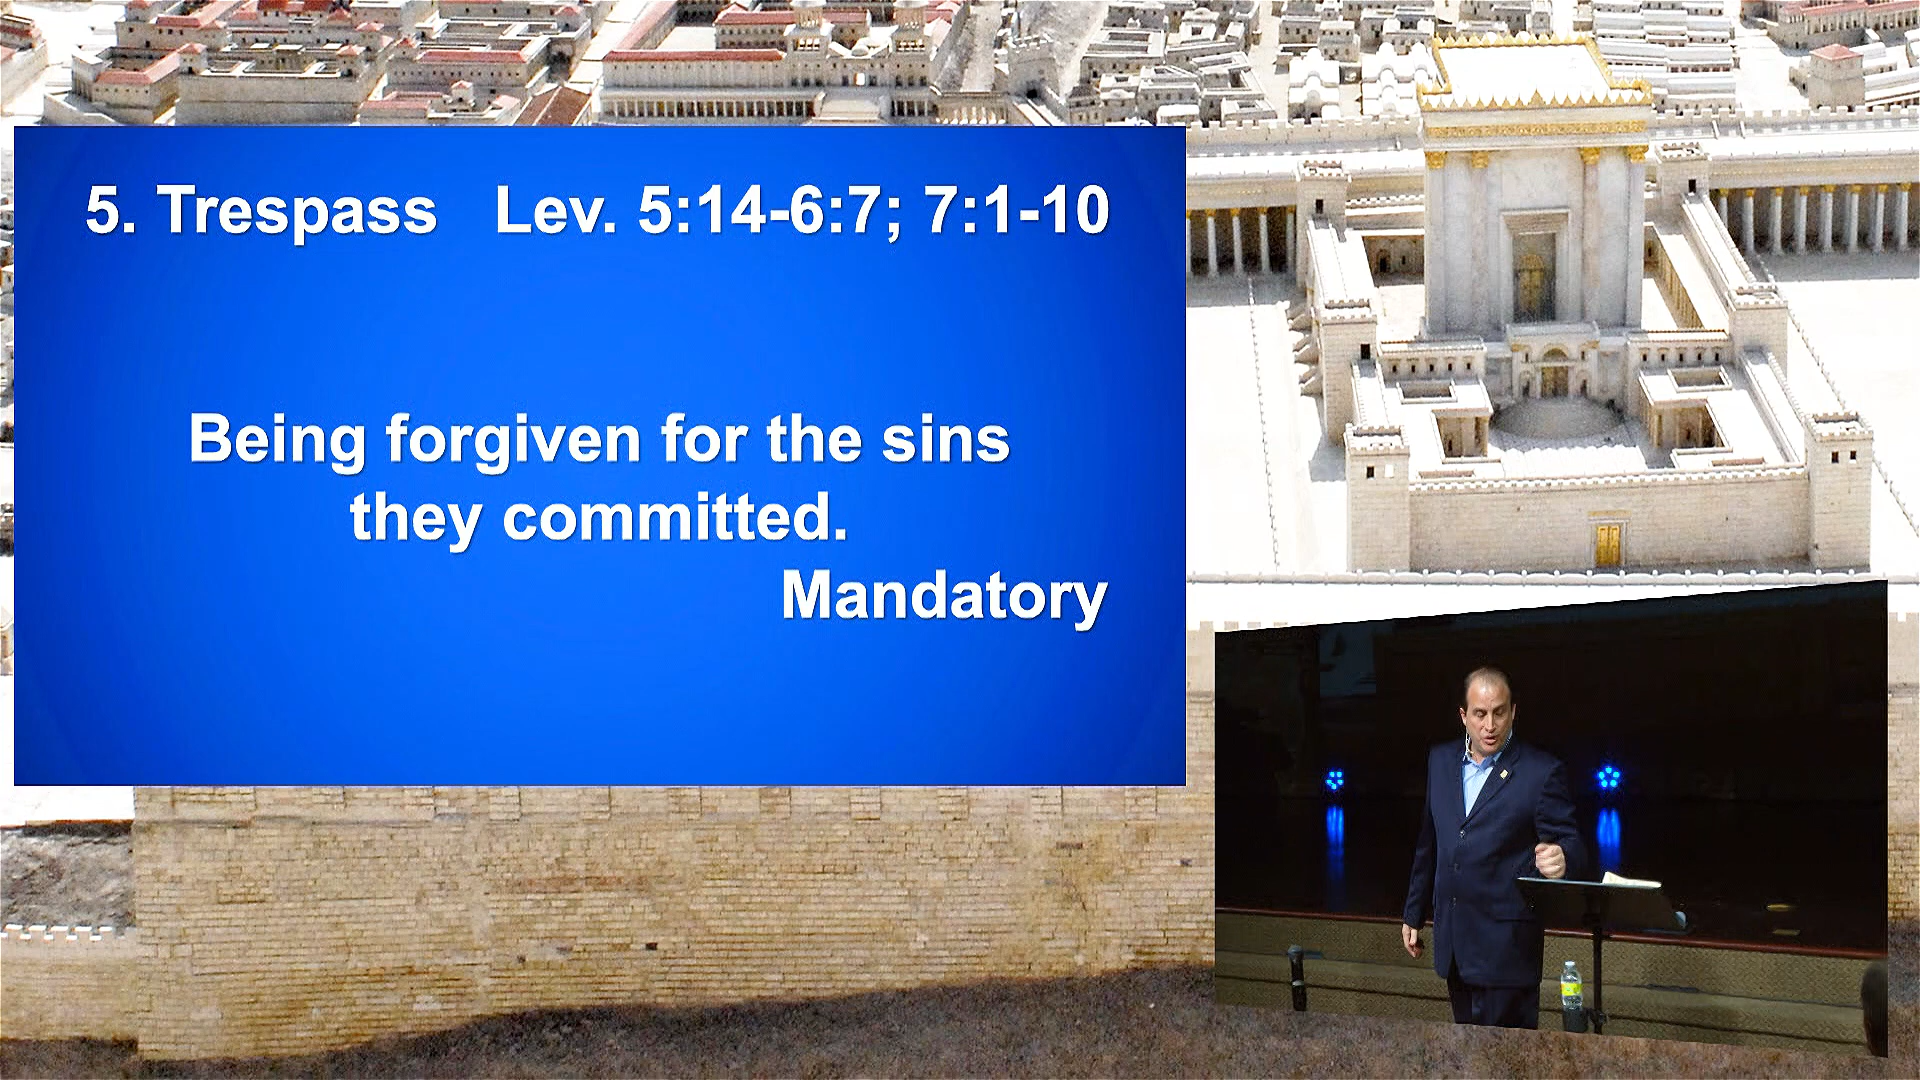 5. Trespass Lev. 5:14-6:7; 7:1-10
Being forgiven for the sins
they committed.
Mandatory